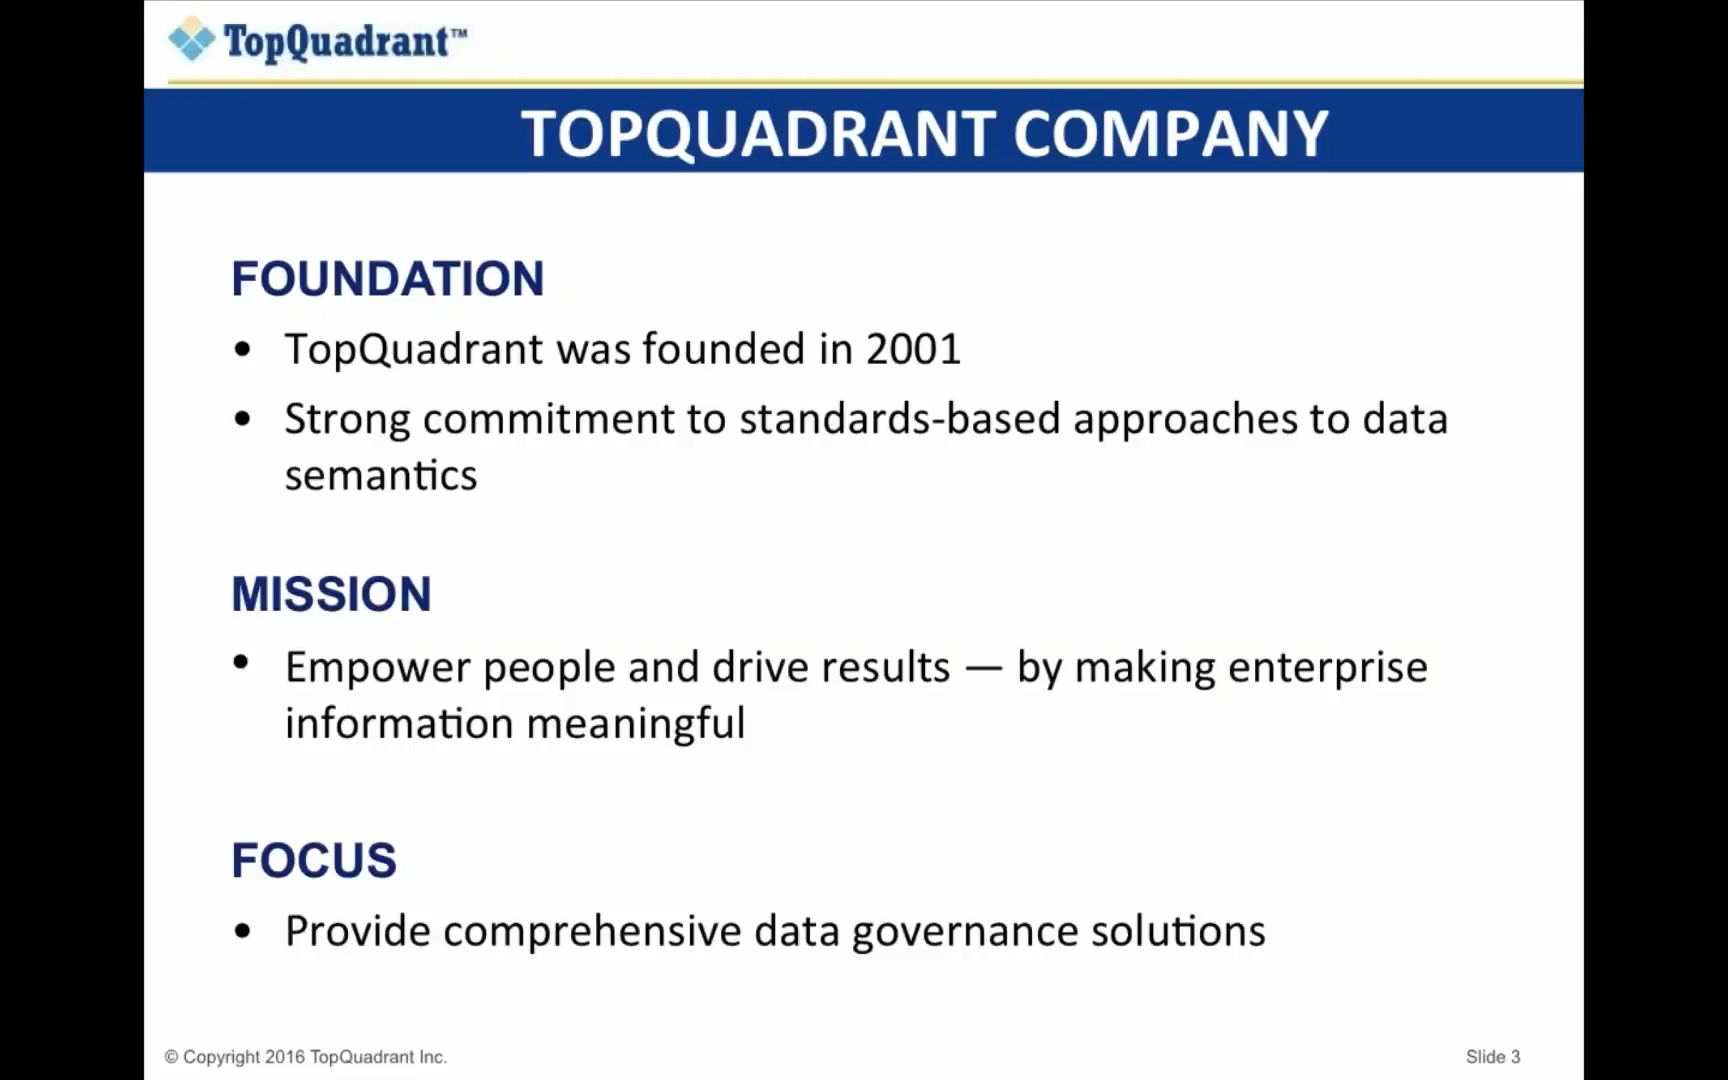 TopQuadrant™
TOPQUADRANT COMPANY
FOUNDATION
• TopQuadrant was founded in 2001
• Strong commitment to standards-based approaches to data
semantics
MISSION
• Empower people and drive results — by making enterprise
information meaningful
FOCUS
• Provide comprehensive data governance solutions
© Copyright 2016 TopQuadrant Inc.
Slide 3